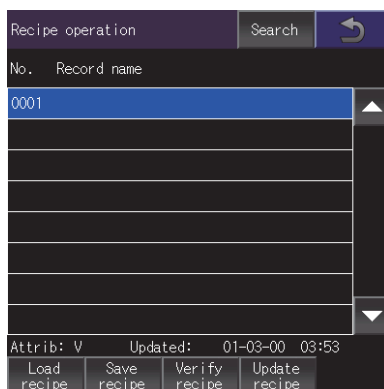 Recipe operation Search
No. Record name
0001
Attrib: V Updated: 01-03-00 03:53
Load recipe Save recipe Verify recipe Update recipe